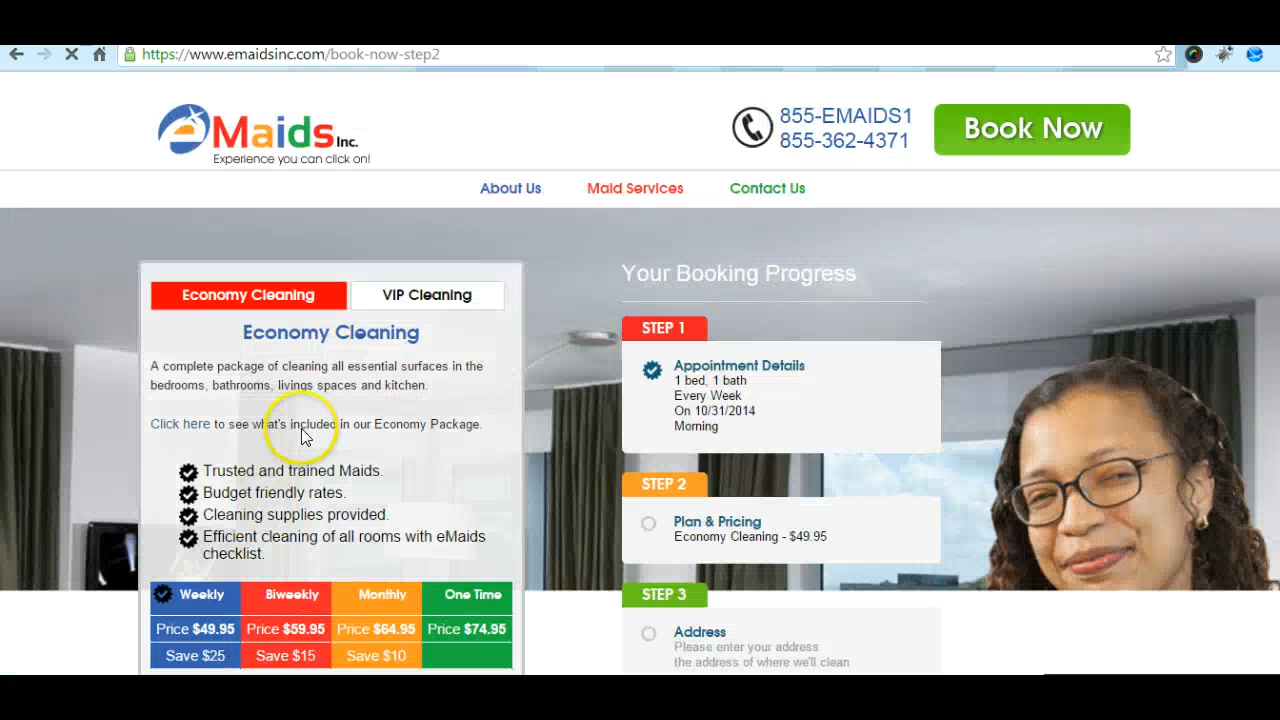 https://www.emaidsinc.com/book-now-step2
eMaids Inc.
Experience you can click on!
855-EMAIDS1
855-362-4371
Book Now
About Us
Maid Services
Contact Us
Economy Cleaning
VIP Cleaning
Economy Cleaning
A complete package of cleaning all essential surfaces in the
bedrooms, bathrooms, livings spaces and kitchen.
Click here to see what's included in our Economy Package.
Trusted and trained Maids.
Budget friendly rates.
Cleaning supplies provided.
Efficient cleaning of all rooms with eMaids
checklist.
Weekly Biweekly Monthly One Time
Price $49.95 Price $59.95 Price $64.95 Price $74.95
Save $25 Save $15 Save $10
Your Booking Progress
STEP 1
Appointment Details
1 bed, 1 bath
Every Week
On 10/31/2014
Morning
STEP 2
Plan & Pricing
Economy Cleaning - $49.95
STEP 3
Address
Please enter your address
the address of where we'll clean